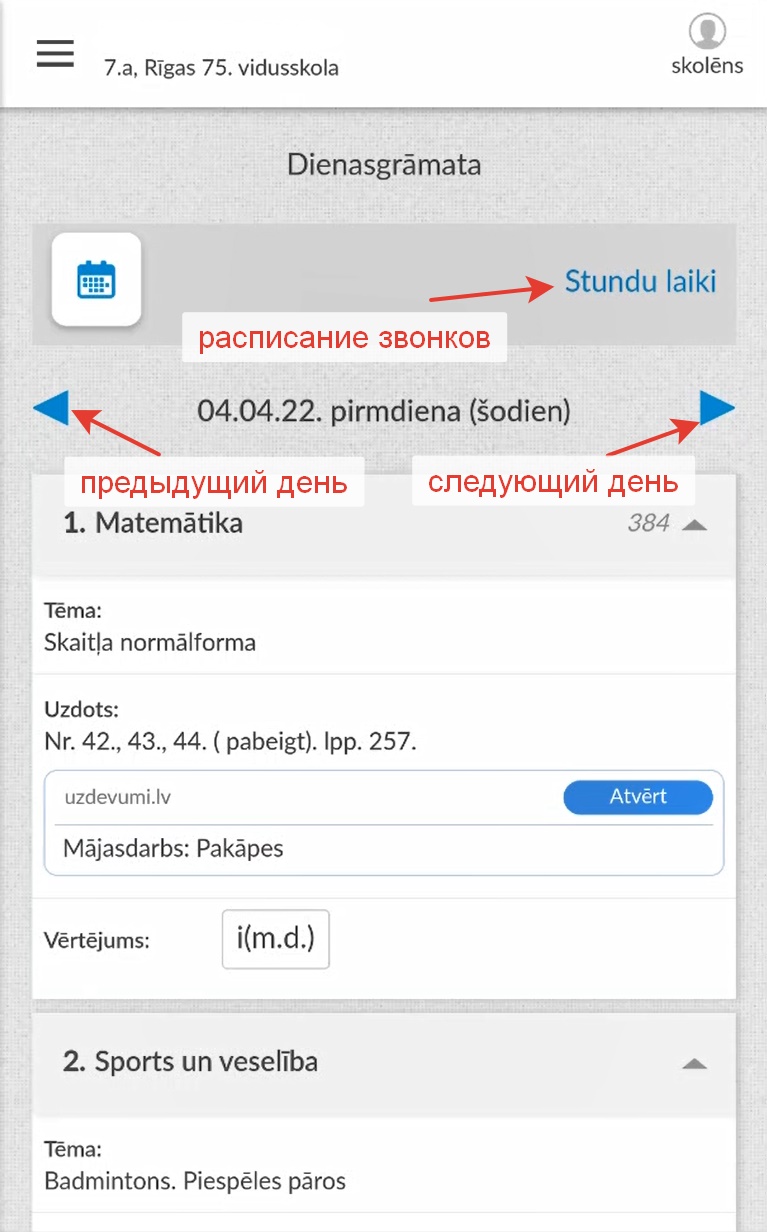 7.a, Rīgas 75. vidusskola
skolēns
Dienasgrāmata
Stundu laiki
расписание звонков
04.04.22. pirmdiena (šodien)
предыдущий день
следующий день
1. Matemātika 384
Tēma:
Skaitļa normālforma
Uzdots:
Nr. 42., 43., 44. ( pabeigt). lpp. 257.
uzdevumi.lv Atvērt
Mājasdarbs: Pakāpes
Vērtējums: i(m.d.)
2. Sports un veselība
Tēma:
Badmintons. Piespēles pāros